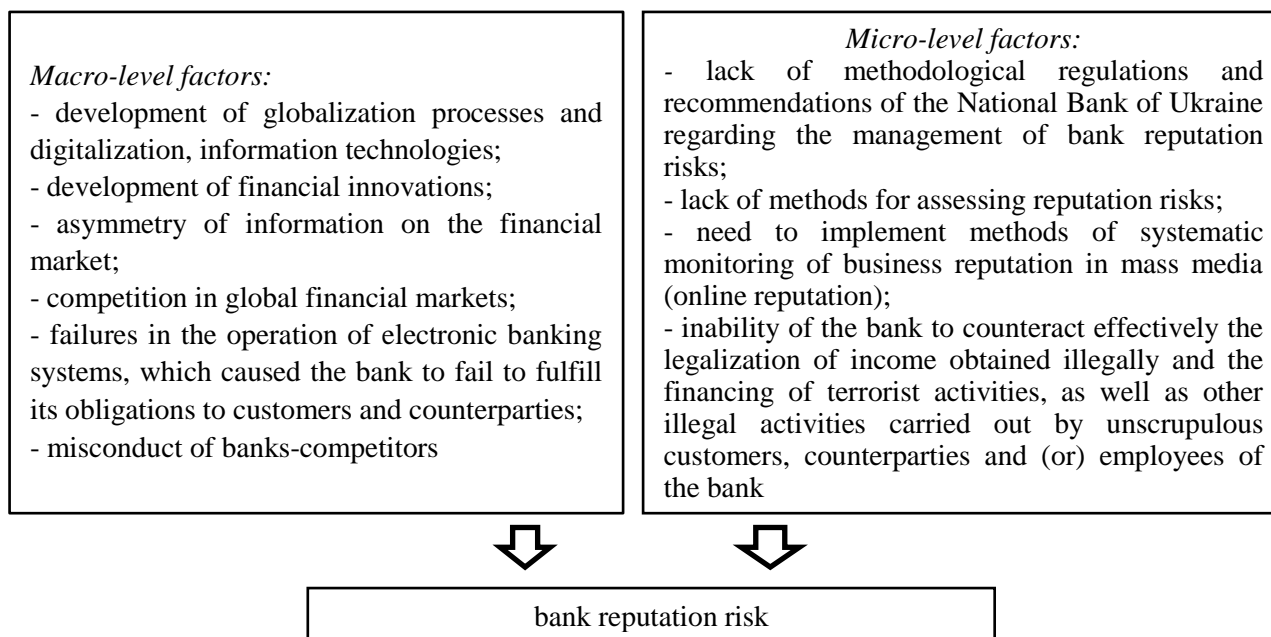 Macro-level factors:
- development of globalization processes and
digitalization, information technologies;
- development of financial innovations;
- asymmetry of information on the financial
market;
- competition in global financial markets;
- failures in the operation of electronic banking
systems, which caused the bank to fail to fulfill
its obligations to customers and counterparties;
- misconduct of banks-competitors
Micro-level factors:
- lack of methodological regulations and
recommendations of the National Bank of Ukraine
regarding the management of bank reputation
risks;
- lack of methods for assessing reputation risks;
- need to implement methods of systematic
monitoring of business reputation in mass media
(online reputation);
- inability of the bank to counteract effectively the
legalization of income obtained illegally and the
financing of terrorist activities, as well as other
illegal activities carried out by unscrupulous
customers, counterparties and (or) employees of
the bank
bank reputation risk